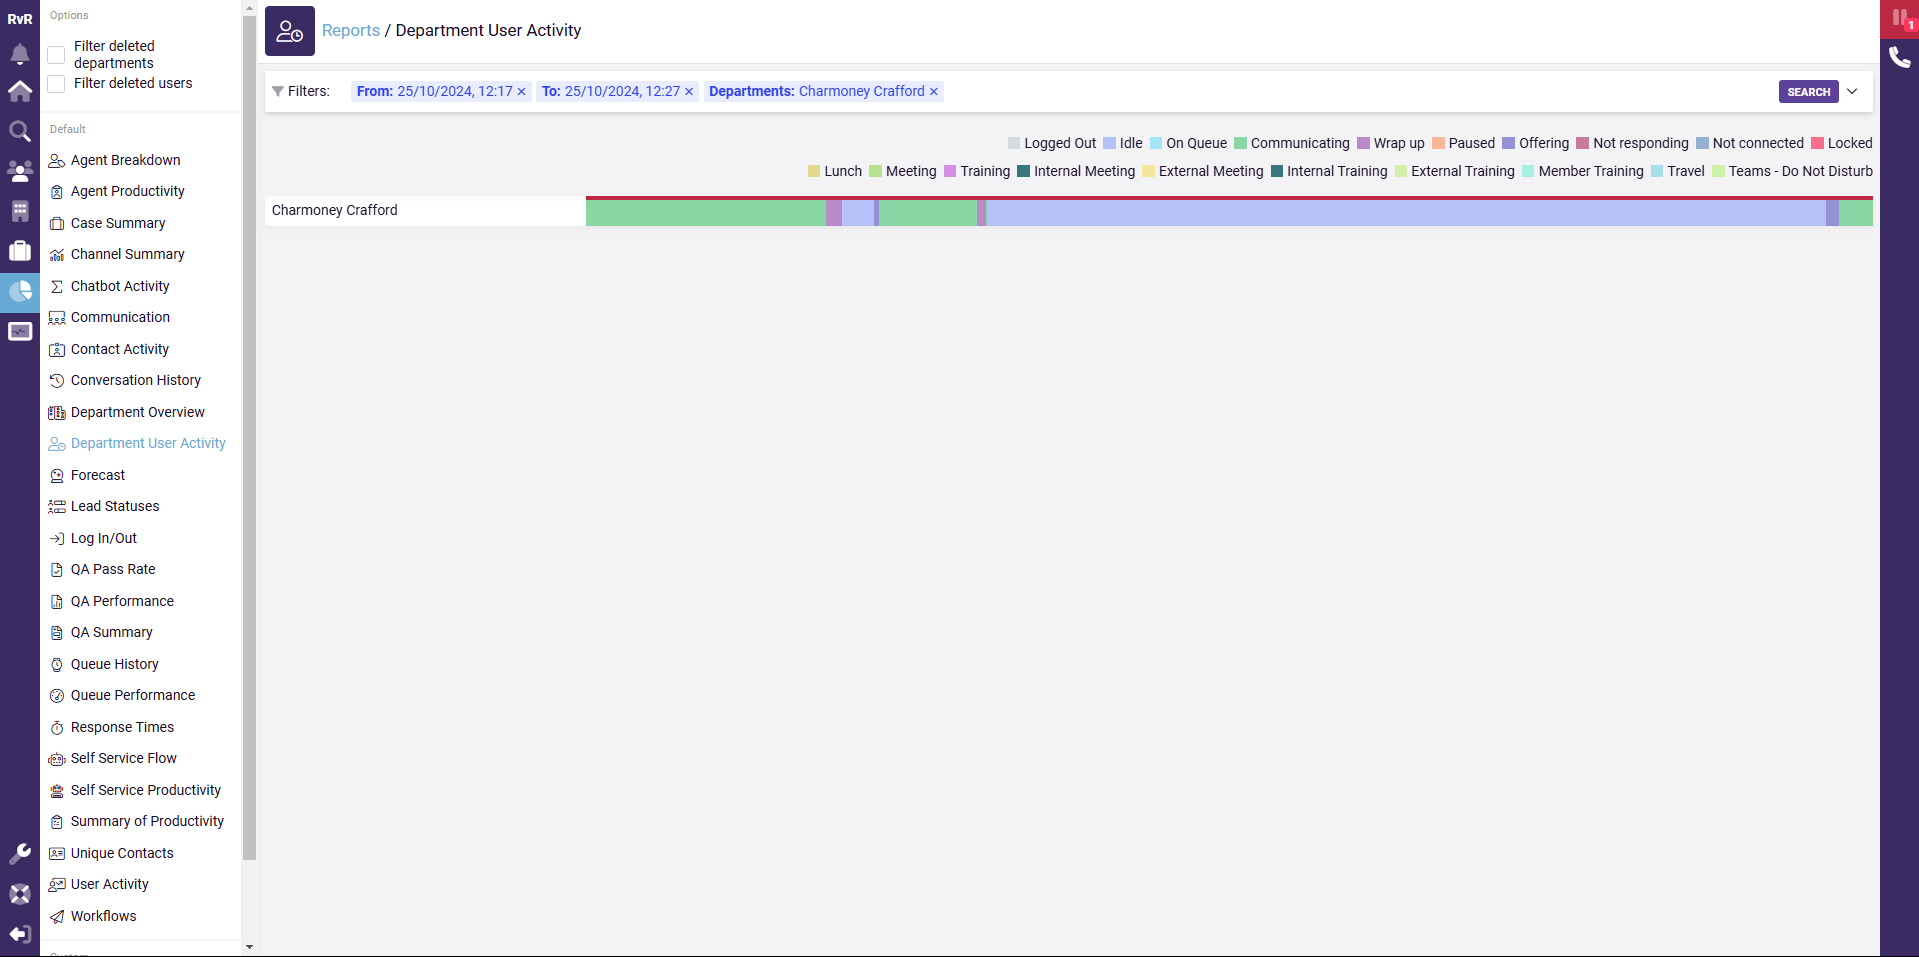 RvR
Options
Filter deleted
departments
Filter deleted users
Default
Agent Breakdown
Agent Productivity
Case Summary
Channel Summary
Chatbot Activity
Communication
Contact Activity
Conversation History
Department Overview
Department User Activity
Forecast
Lead Statuses
Log In/Out
QA Pass Rate
QA Performance
QA Summary
Queue History
Queue Performance
Response Times
Self Service Flow
Self Service Productivity
Summary of Productivity
Unique Contacts
User Activity
Workflows
Reports / Department User Activity
1
Filters: From: 25/10/2024, 12:17 × To: 25/10/2024, 12:27 × Departments: Charmoney Crafford × SEARCH
Logged Out Idle On Queue Communicating Wrap up Paused Offering Not responding Not connected Locked
Lunch Meeting Training Internal Meeting External Meeting Internal Training External Training Member Training Travel Teams - Do Not Disturb
Charmoney Crafford